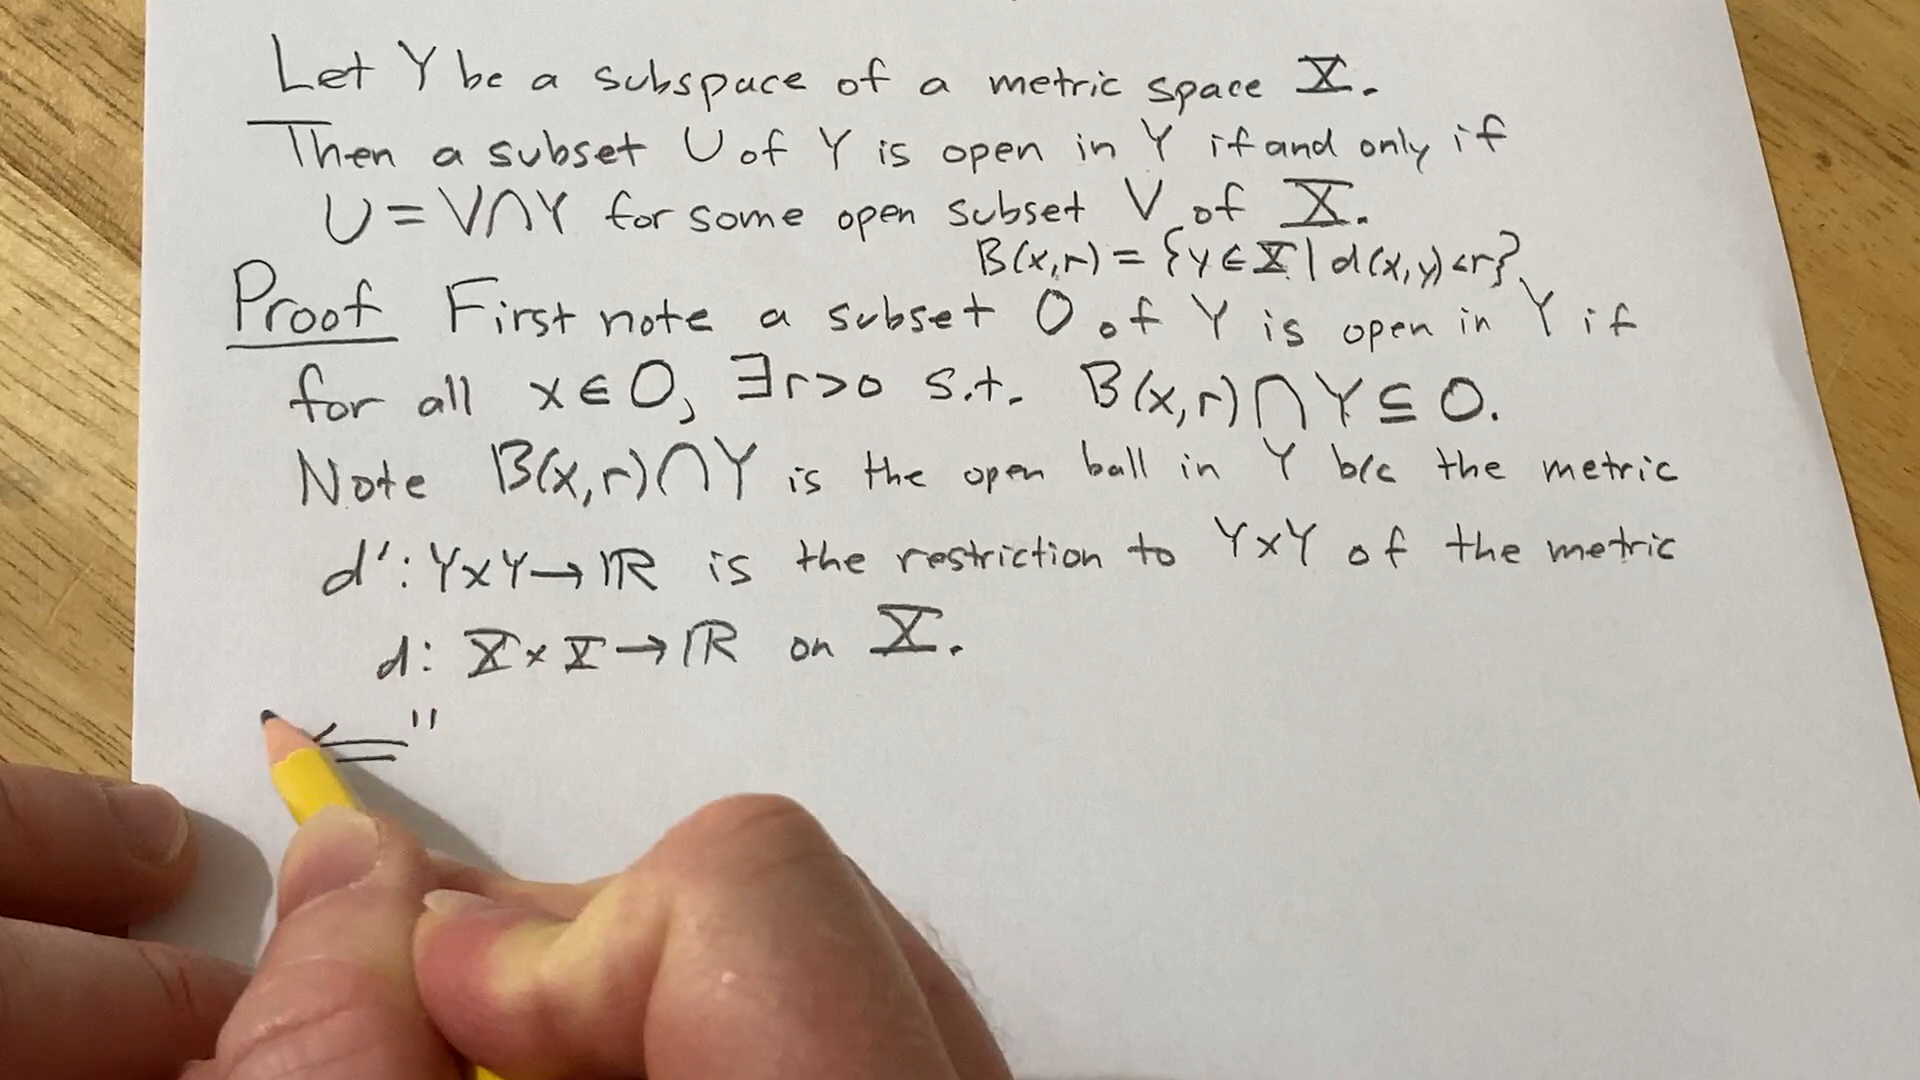 Let Y be a subspace of a metric space X.
Then a subset U of Y is open in Y if and only if
U = V∩Y for some open subset V of X.
B(x,r) = {y∈X | d(x,y)<r}
Proof First note a subset O of Y is open in Y if
for all x∈O, ∃r>0 s.t. B(x,r)∩Y⊆O.
Note B(x,r)∩Y is the open ball in Y b/c the metric
d': Y×Y→ℝ is the restriction to Y×Y of the metric
d: X×X→ℝ on X.
⇐"